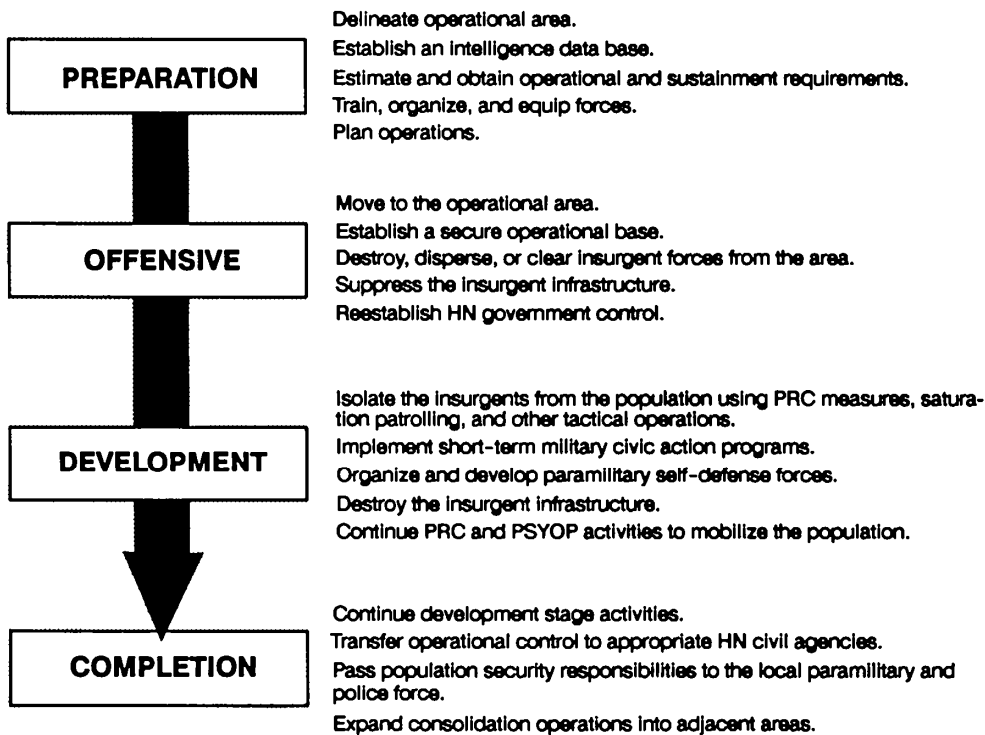 PREPARATION
Delineate operational area.
Establish an intelligence data base.
Estimate and obtain operational and sustainment requirements.
Train, organize, and equip forces.
Plan operations.
OFFENSIVE
Move to the operational area.
Establish a secure operational base.
Destroy, disperse, or clear insurgent forces from the area.
Suppress the insurgent infrastructure.
Reestablish HN government control.
DEVELOPMENT
Isolate the insurgents from the population using PRC measures, satura-
tion patrolling, and other tactical operations.
Implement short-term military civic action programs.
Organize and develop paramilitary self-defense forces.
Destroy the insurgent infrastructure.
Continue PRC and PSYOP activities to mobilize the population.
COMPLETION
Continue development stage activities.
Transfer operational control to appropriate HN civil agencies.
Pass population security responsibilities to the local paramilitary and
police force.
Expand consolidation operations into adjacent areas.